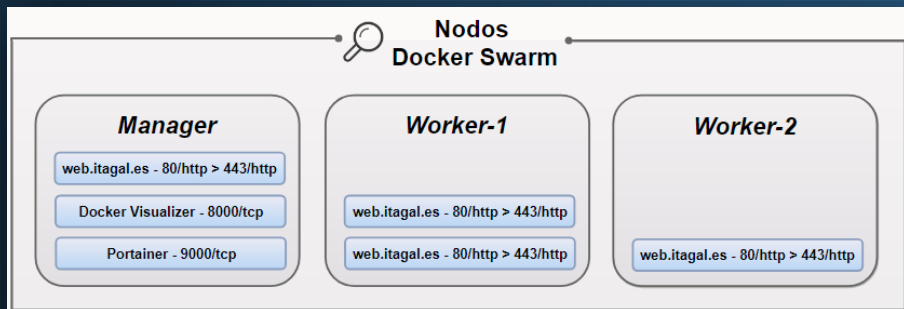 Nodos
Docker Swarm
Manager
web.itagal.es - 80/http > 443/http
Docker Visualizer - 8000/tcp
Portainer - 9000/tcp
Worker-1
web.itagal.es - 80/http > 443/http
web.itagal.es - 80/http > 443/http
Worker-2
web.itagal.es - 80/http > 443/http